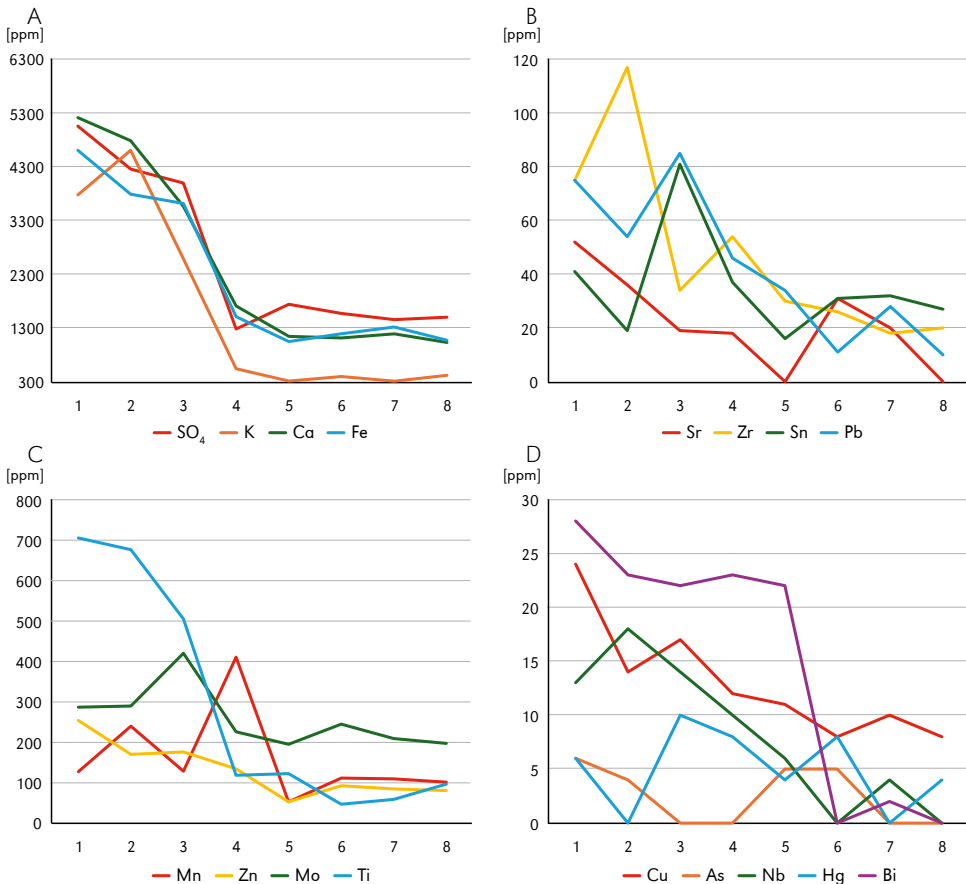 A
[ppm]
6300
5300
4300
3300
2300
1300
300
1 2 3 4 5 6 7 8
SO₄ K Ca Fe
B
[ppm]
120
100
80
60
40
20
0
1 2 3 4 5 6 7 8
Sr Zr Sn Pb
C
[ppm]
800
700
600
500
400
300
200
100
0
1 2 3 4 5 6 7 8
Mn Zn Mo Ti
D
[ppm]
30
25
20
15
10
5
0
1 2 3 4 5 6 7 8
Cu As Nb Hg Bi